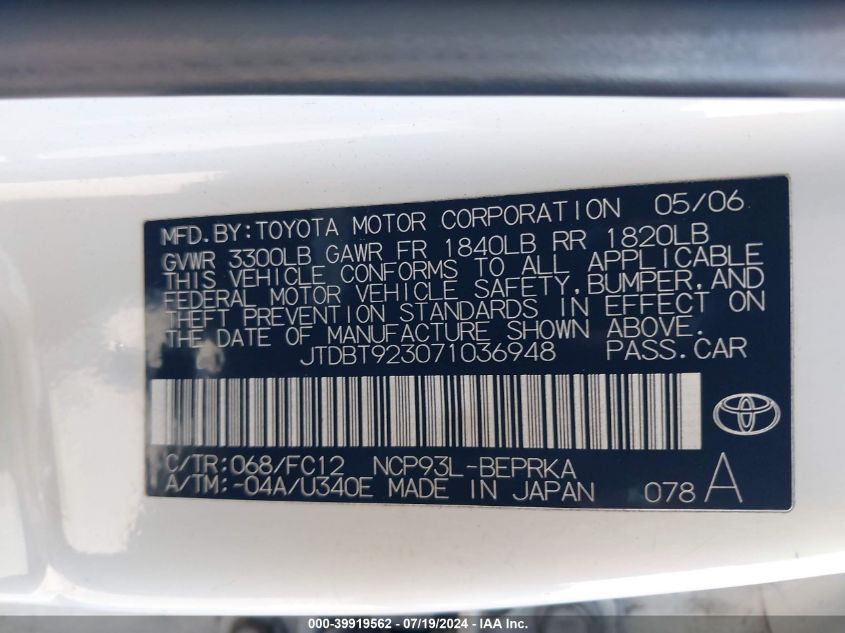 MFD.BY:TOYOTA MOTOR CORPORATION 05/06
GVWR 3300LB GAWR FR 1840LB RR 1820LB
THIS VEHICLE CONFORMS TO ALL APPLICABLE
FEDERAL MOTOR VEHICLE SAFETY,BUMPER,AND
THEFT PREVENTION STANDARDS IN EFFECT ON
THE DATE OF MANUFACTURE SHOWN ABOVE.
JTDBT923071036948 PASS.CAR
C/TR:068/FC12 NCP93L-BEPRKA
A/TM:-04A/U340E MADE IN JAPAN 078 A
000-39919562 - 07/19/2024 - IAA Inc.